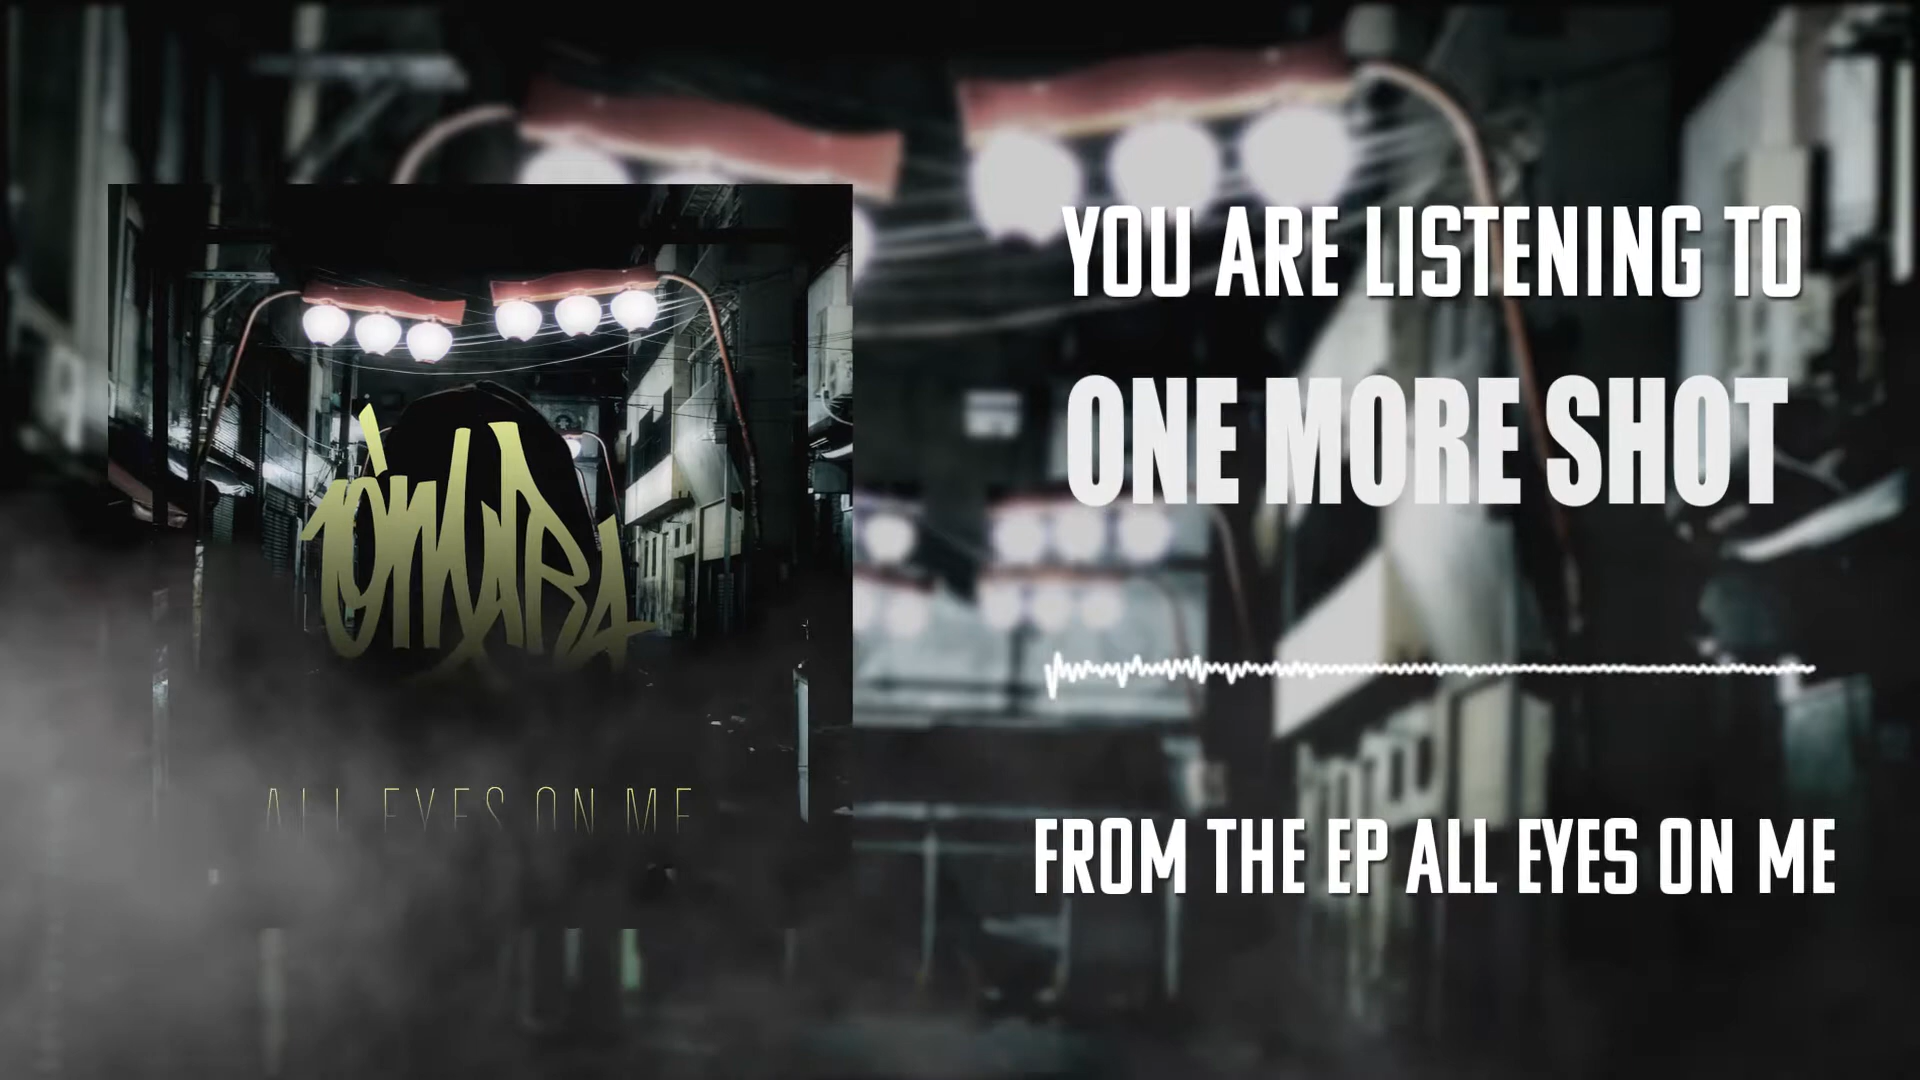 YOU ARE LISTENING TO
ONE MORE SHOT
ALL EYES ON ME
FROM THE EP ALL EYES ON ME